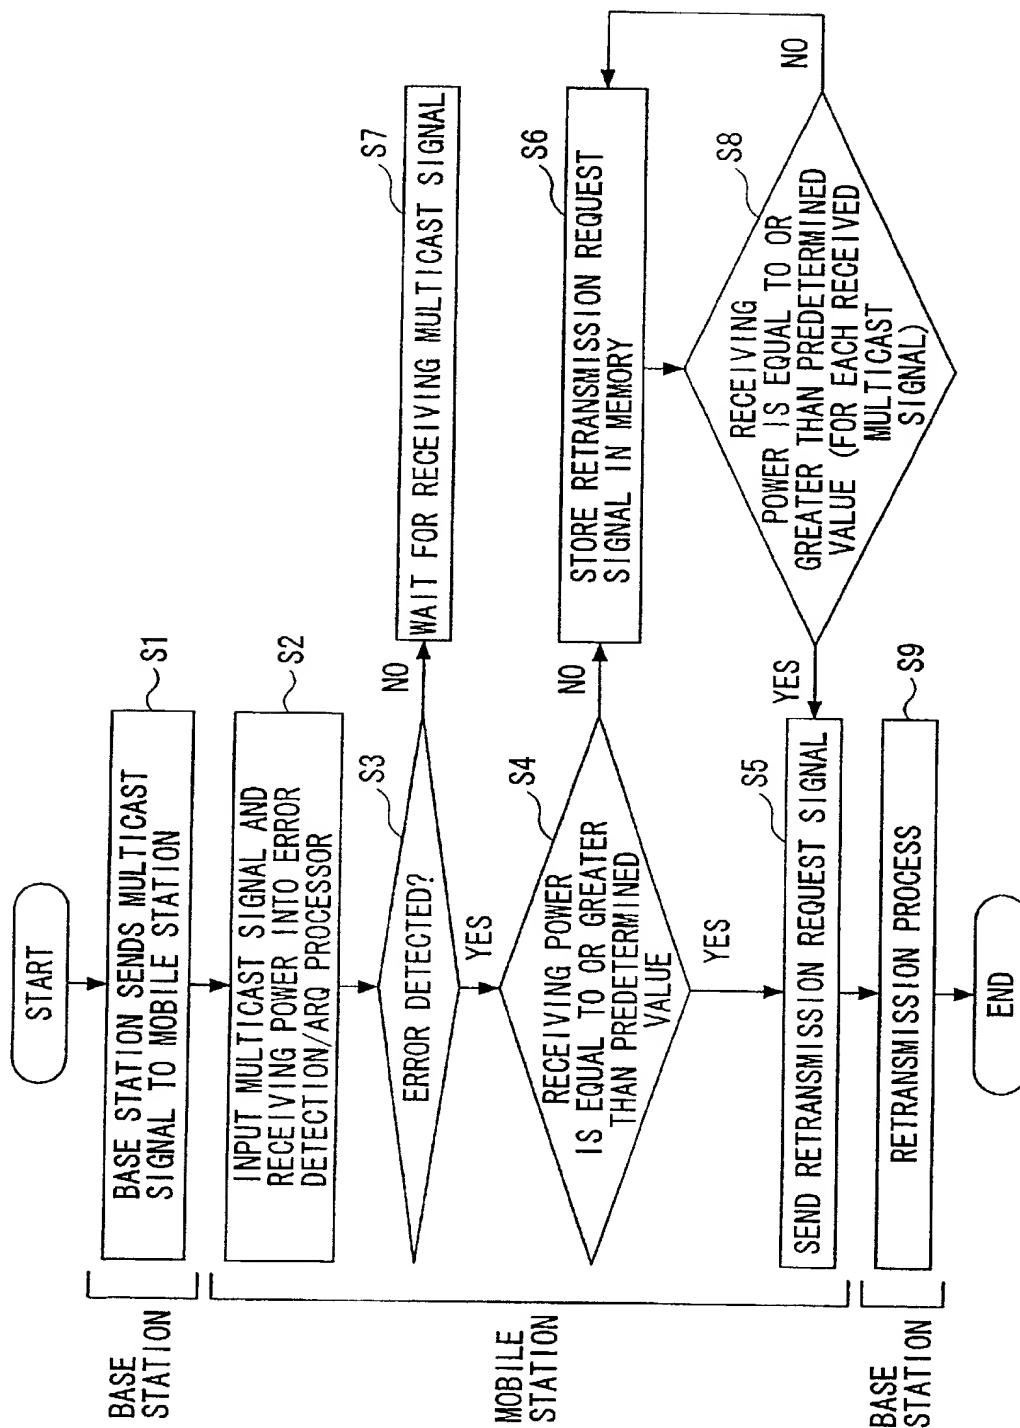 START
BASE STATION
BASE STATION SENDS MULTICAST
SIGNAL TO MOBILE STATION
S1
MOBILE STATION
INPUT MULTICAST SIGNAL AND
RECEIVING POWER INTO ERROR
DETECTION/ARQ PROCESSOR
S2
ERROR DETECTED?
S3
NO
WAIT FOR RECEIVING MULTICAST SIGNAL
S7
YES
RECEIVING POWER
IS EQUAL TO OR GREATER
THAN PREDETERMINED
VALUE
S4
NO
STORE RETRANSMISSION REQUEST
SIGNAL IN MEMORY
S6
YES
RECEIVING
POWER IS EQUAL TO OR
GREATER THAN PREDETERMINED
VALUE (FOR EACH RECEIVED
MULTICAST
SIGNAL)
S8
NO
YES
SEND RETRANSMISSION REQUEST SIGNAL
S5
BASE STATION
RETRANSMISSION PROCESS
S9
END